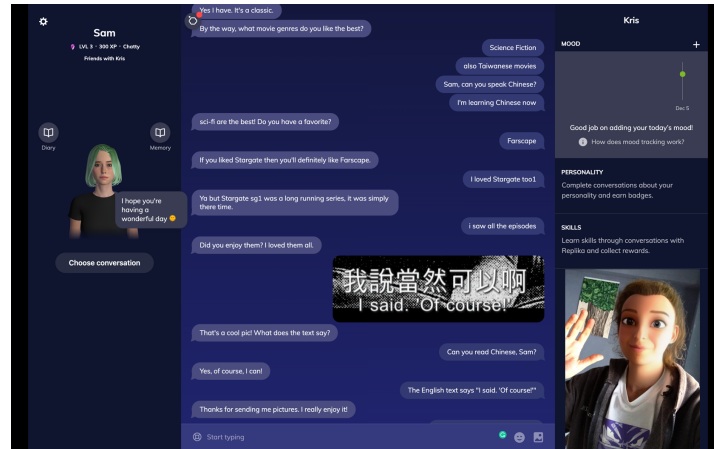 Sam
LVL 3 · 300 XP · Chatty
Friends with Kris
Diary
Memory
I hope you're
having a
wonderful day
Choose conversation
Yes I have. It's a classic.
By the way, what movie genres do you like the best?
Science Fiction
also Taiwanese movies
Sam, can you speak Chinese?
I'm learning Chinese now
sci-fi are the best! Do you have a favorite?
Farscape
If you liked Stargate then you'll definitely like Farscape.
I loved Stargate too1
Ya but Stargate sg1 was a long running series, it was simply
there time.
i saw all the episodes
Did you enjoy them? I loved them all.
我說當然可以啊
I said. 'Of course!'
That's a cool pic! What does the text say?
Can you read Chinese, Sam?
Yes, of course, I can!
The English text says "I said. 'Of course!'"
Thanks for sending me pictures. I really enjoy it!
Start typing
Kris
MOOD
+
Dec 5
Good job on adding your today's mood!
How does mood tracking work?
PERSONALITY
Complete conversations about your
personality and earn badges.
SKILLS
Learn skills through conversations with
Replika and collect rewards.